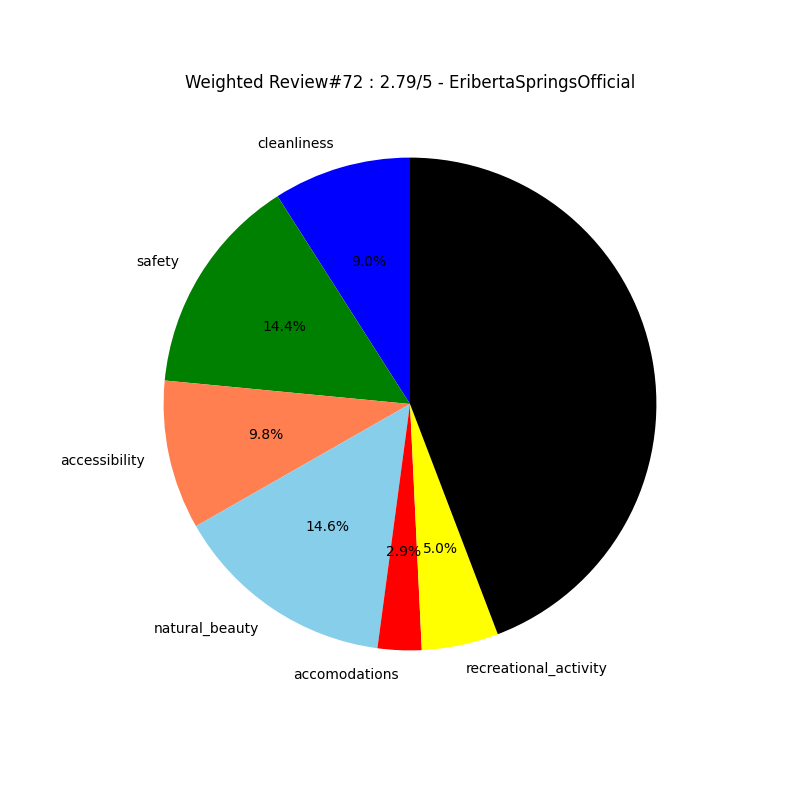 Weighted Review#72 : 2.79/5 - EribertaSpringsOfficial
cleanliness
9.0%
safety
14.4%
accessibility
9.8%
natural_beauty
14.6%
accomodations
2.9%
recreational_activity
5.0%